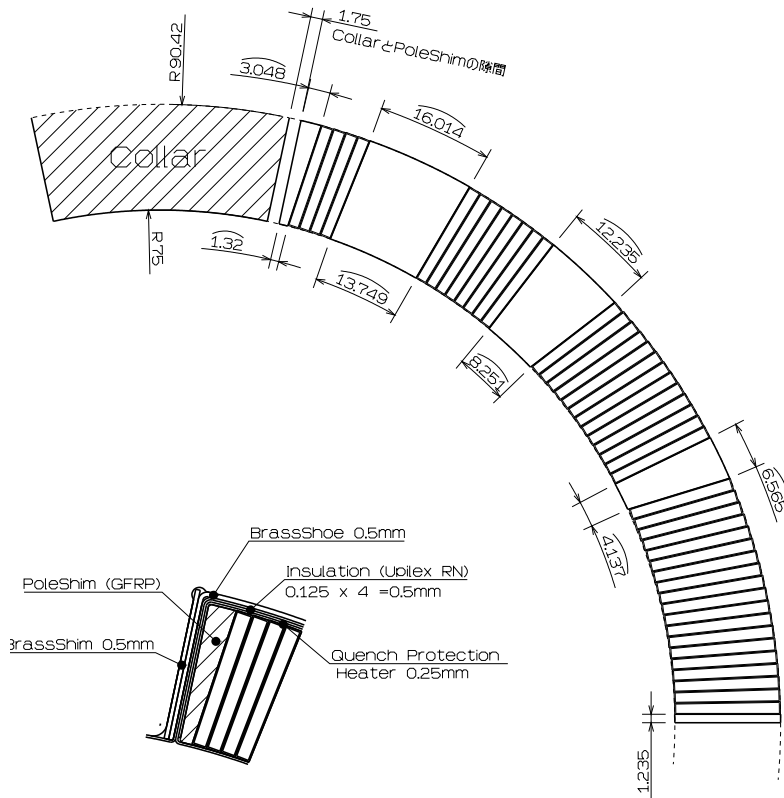 1.75
CollarとPoleShimの隙間
R90.42
3.048
16.014
Collar
12.235
R75
1.32
13.749
8.251
6.565
4.137
BrassShoe 0.5mm
Insulation (Upilex RN)
0.125 x 4 =0.5mm
PoleShim (GFRP)
BrassShim 0.5mm
Quench Protection
Heater 0.25mm
1.235